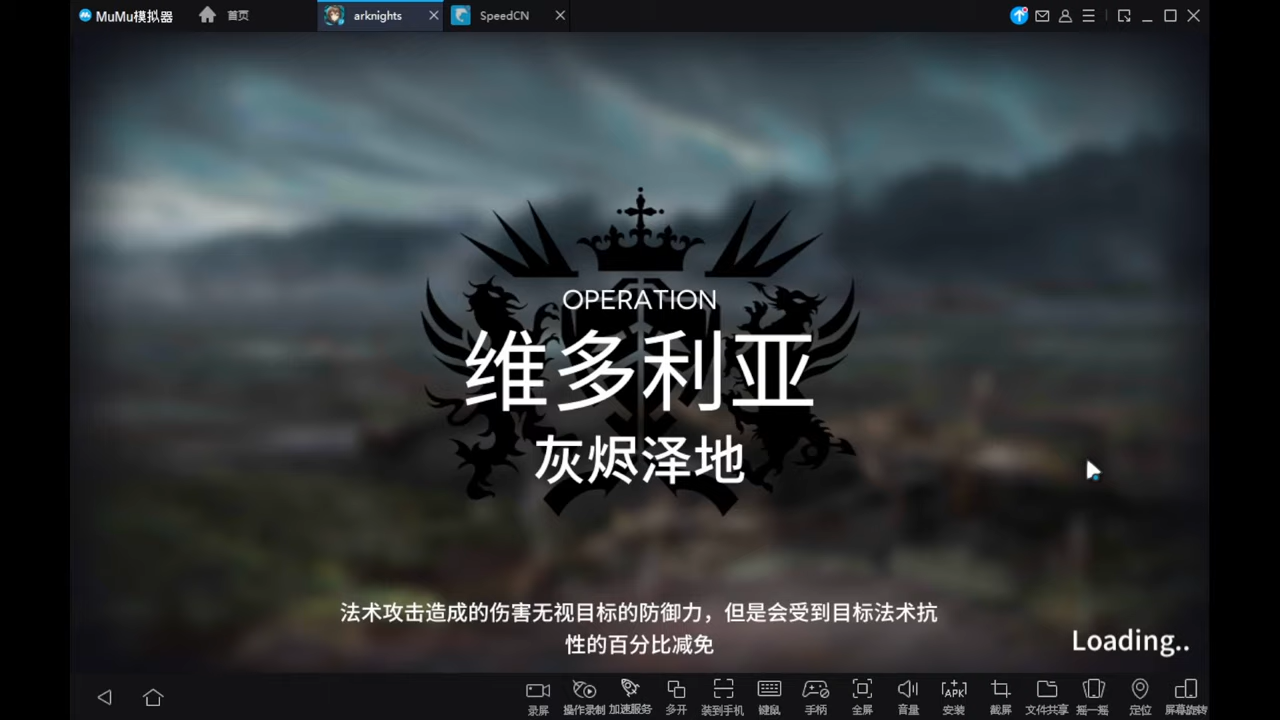 MuMu模拟器
首页
arknights
SpeedCN
OPERATION
维多利亚
灰烬泽地
法术攻击造成的伤害无视目标的防御力，但是会受到目标法术抗
性的百分比减免
Loading..
录屏
操作录制
加速服务
多开
装到手机
键鼠
手柄
全屏
音量
APK
安装
截屏
文件共享
摇一摇
定位
屏幕旋转